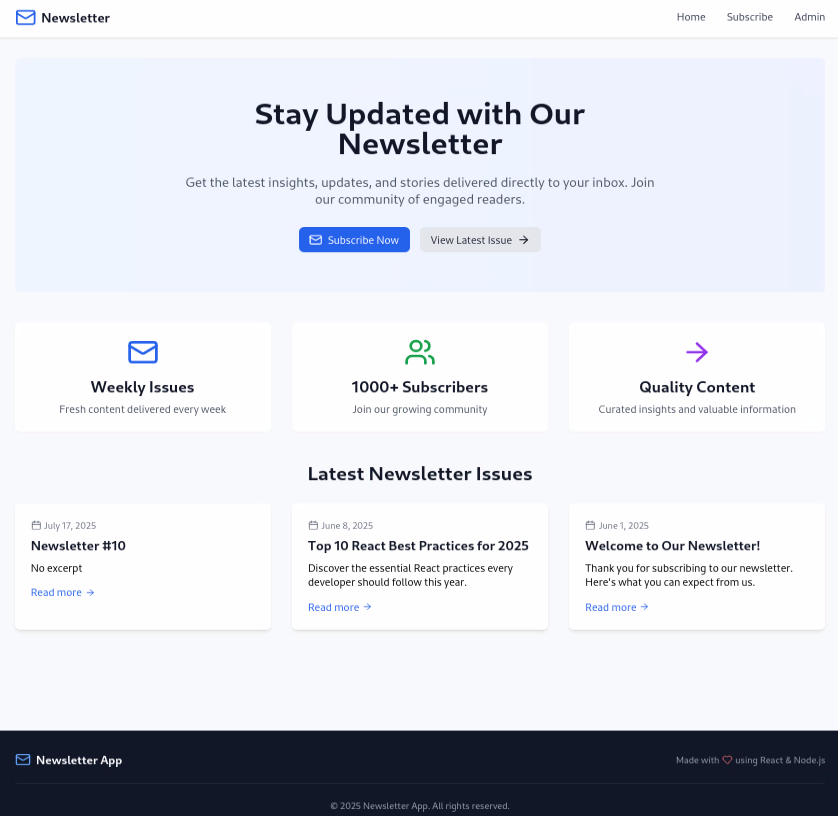 Newsletter
Home Subscribe Admin
Stay Updated with Our
Newsletter
Get the latest insights, updates, and stories delivered directly to your inbox. Join
our community of engaged readers.
Subscribe Now
View Latest Issue
Weekly Issues
Fresh content delivered every week
1000+ Subscribers
Join our growing community
Quality Content
Curated insights and valuable information
Latest Newsletter Issues
July 17, 2025
Newsletter #10
No excerpt
Read more
June 8, 2025
Top 10 React Best Practices for 2025
Discover the essential React practices every
developer should follow this year.
Read more
June 1, 2025
Welcome to Our Newsletter!
Thank you for subscribing to our newsletter.
Here's what you can expect from us.
Read more
Newsletter App
Made with using React & Node.js
© 2025 Newsletter App. All rights reserved.